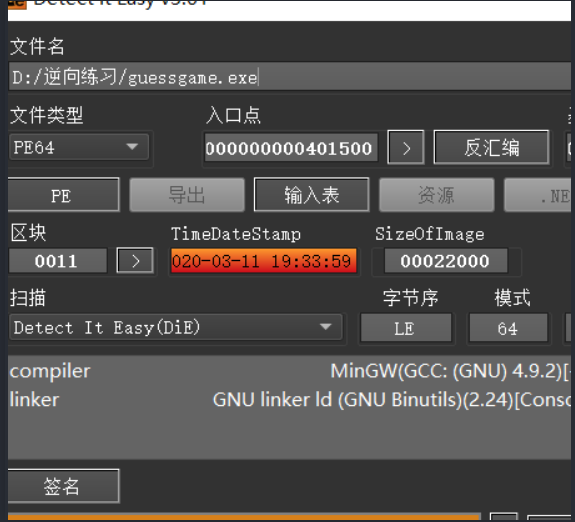 Detect It Easy v3.01
文件名
D:/逆向练习/guessgame.exe
文件类型 入口点
PE64 000000000401500 > 反汇编
PE 导出 输入表 资源 .NE
区块 TimeDateStamp SizeOfImage
0011 > 020-03-11 19:33:59 00022000
扫描 字节序 模式
Detect It Easy(DiE) LE 64
compiler MinGW(GCC: (GNU) 4.9.2)[-
linker GNU linker ld (GNU Binutils)(2.24)[Conso
签名